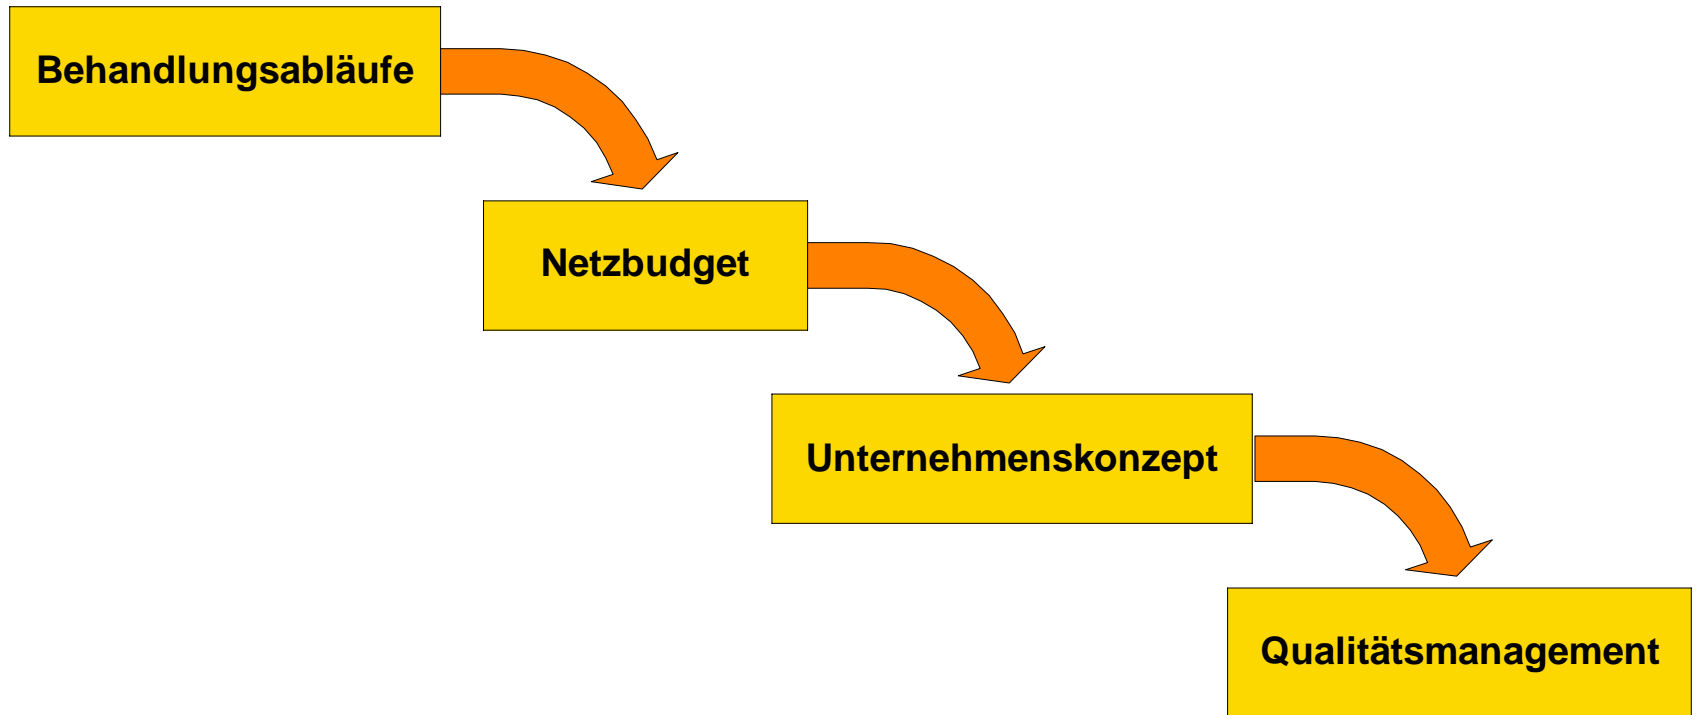 Behandlungsabläufe
Netzbudget
Unternehmenskonzept
Qualitätsmanagement